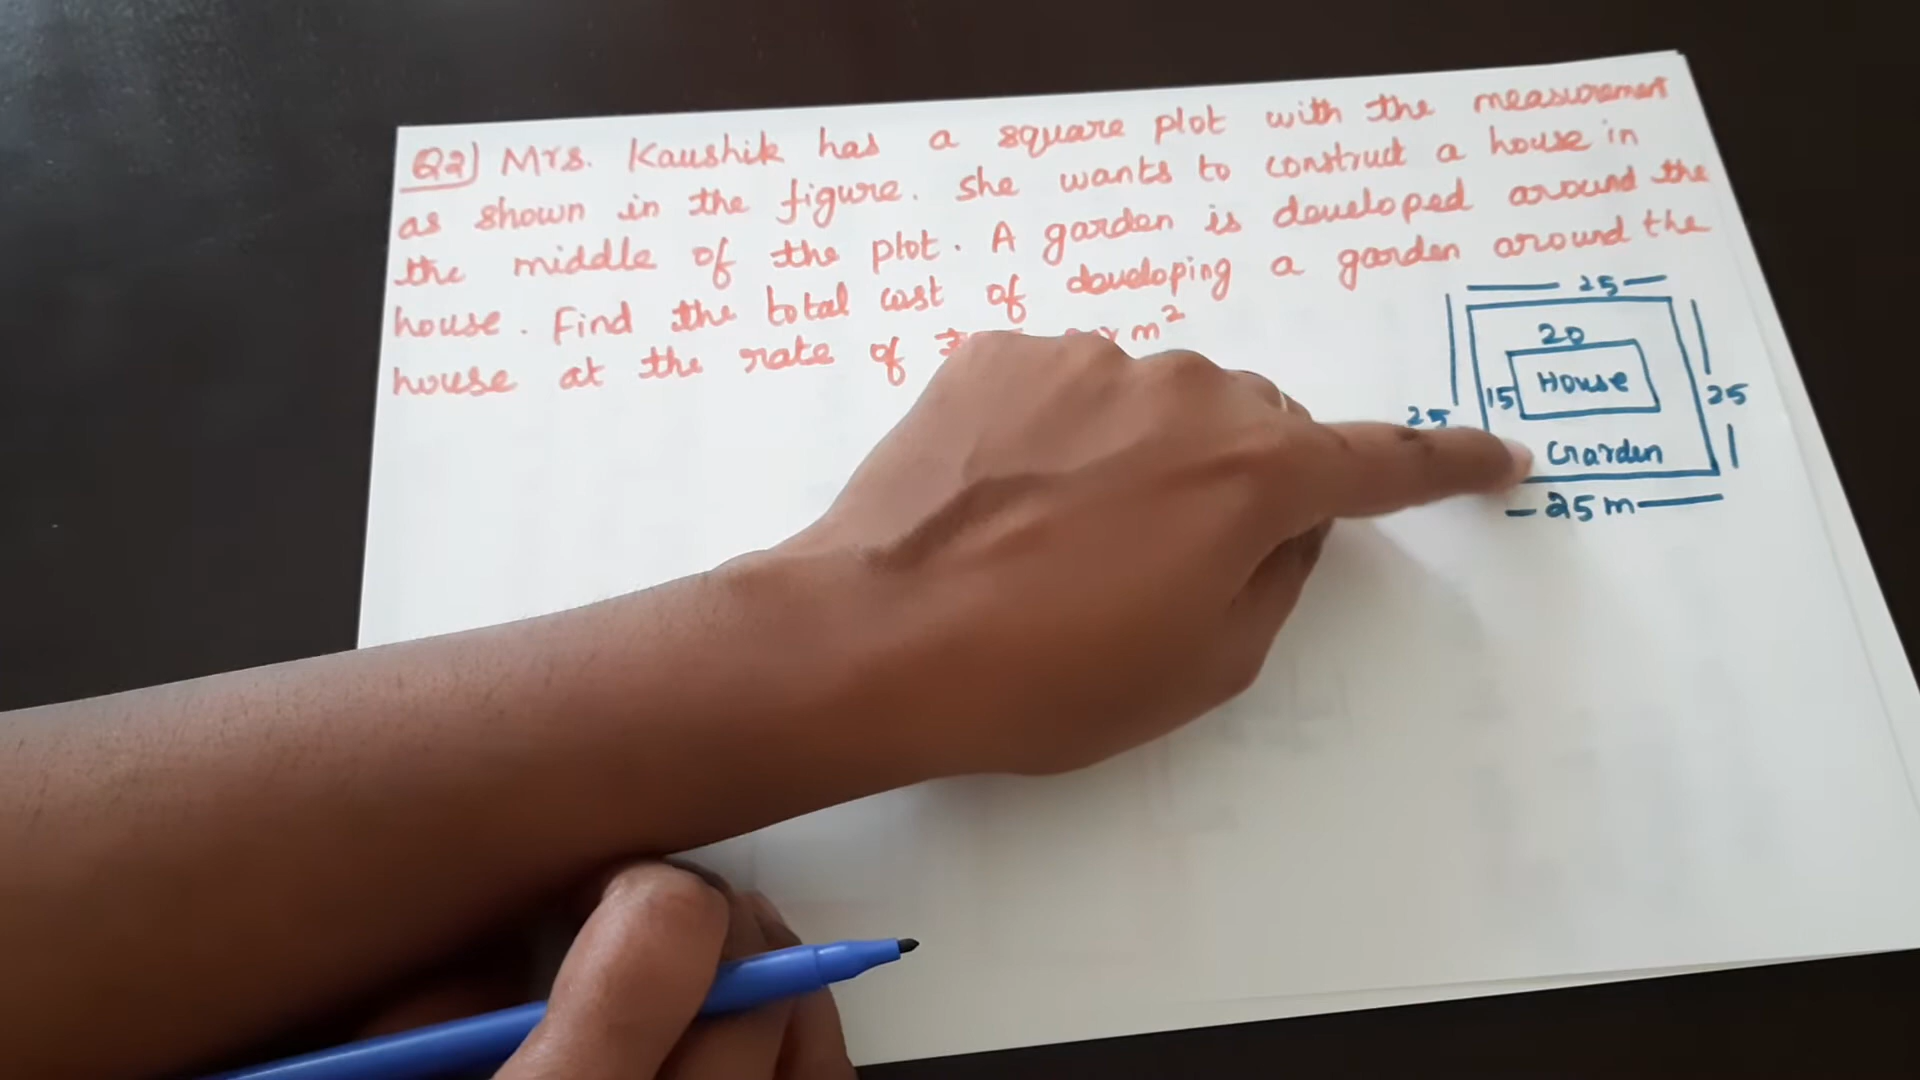 Q2) Mrs. Kaushik has a square plot with the measurement
as shown in the figure. She wants to construct a house in
the middle of the plot. A garden is developed around the
house. Find the total cost of developing a garden around the
house at the rate of m²
25
20
House
15
25
25
Garden
25m